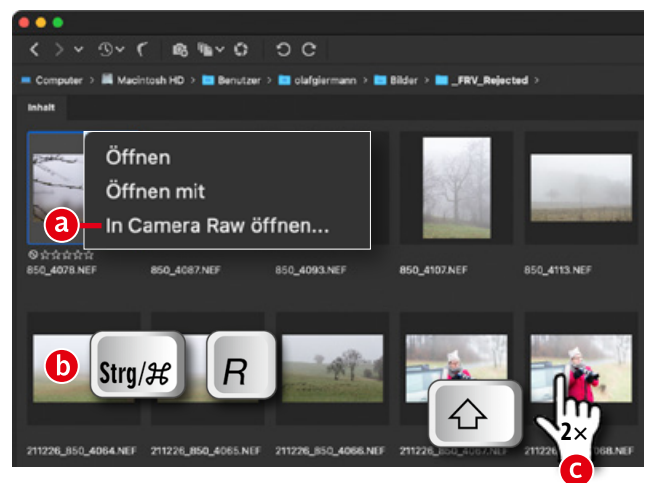 Computer > Macintosh HD > Benutzer > olafgiermann > Bilder > _FRV_Rejected >
Inhalt
Öffnen
Öffnen mit
a In Camera Raw öffnen...
850_4078.NEF 850_4087.NEF 850_4093.NEF 850_4107.NEF 850_4113.NEF
b Strg/⌘ R
2×
211226_850_4064.NEF 211226_850_4065.NEF 211226_850_4066.NEF 211226_850_4067.NEF 068.NEF
c